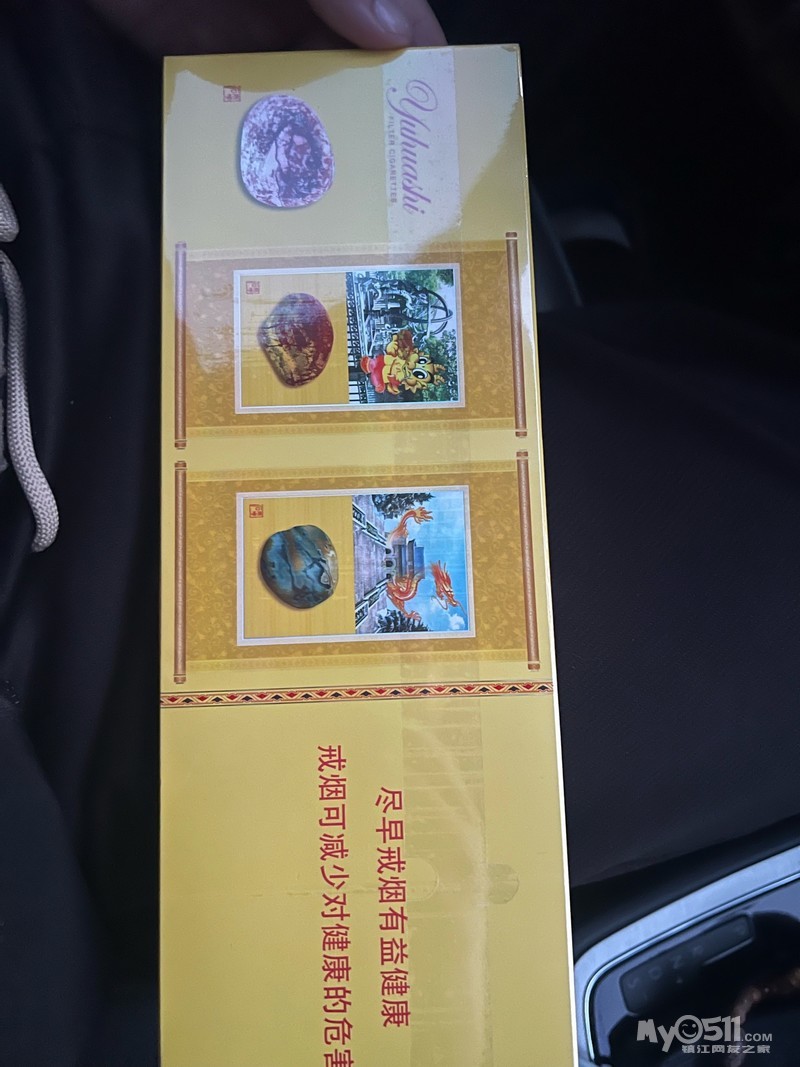 Yuhuashi
FILTER CIGARETTES
尽早戒烟有益健康
戒烟可减少对健康的危害
MyO511.COM
镇江网友之家